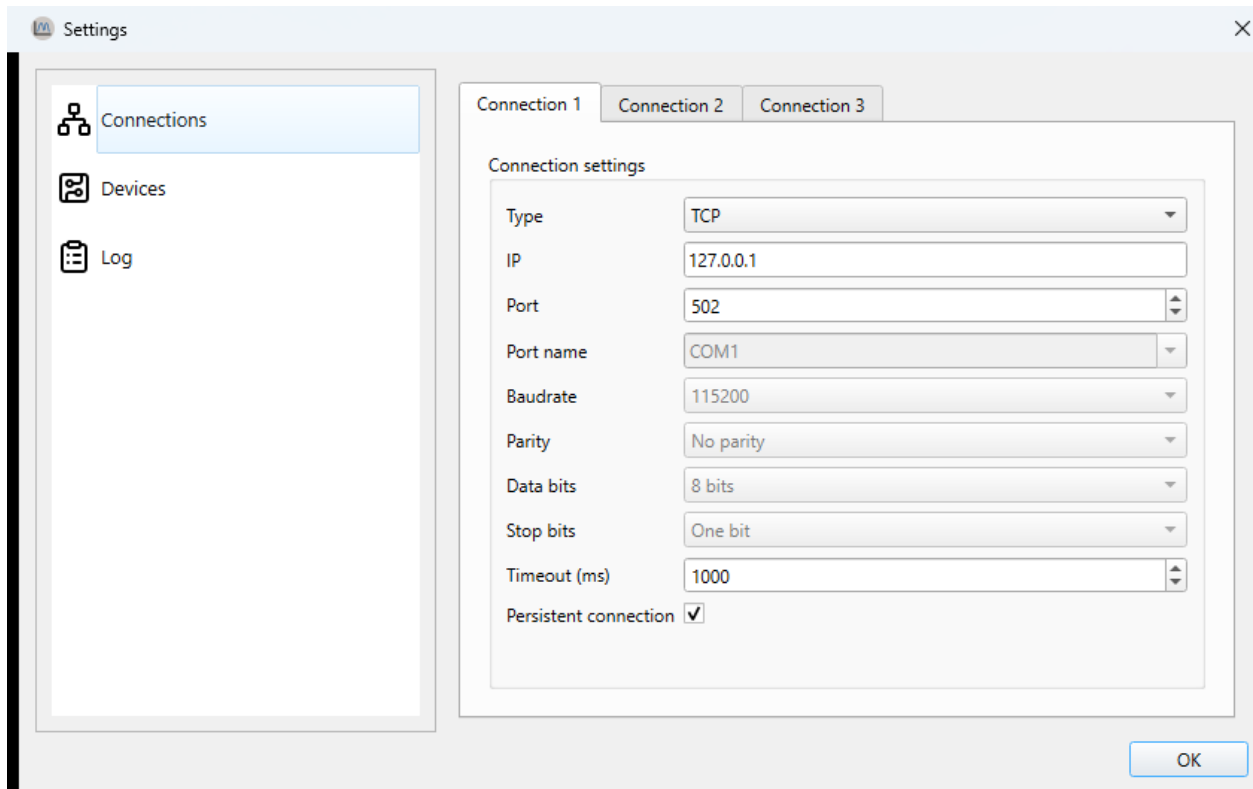 Settings
Connections
Devices
Log
Connection 1 Connection 2 Connection 3
Connection settings
Type TCP
IP 127.0.0.1
Port 502
Port name COM1
Baudrate 115200
Parity No parity
Data bits 8 bits
Stop bits One bit
Timeout (ms) 1000
Persistent connection
OK